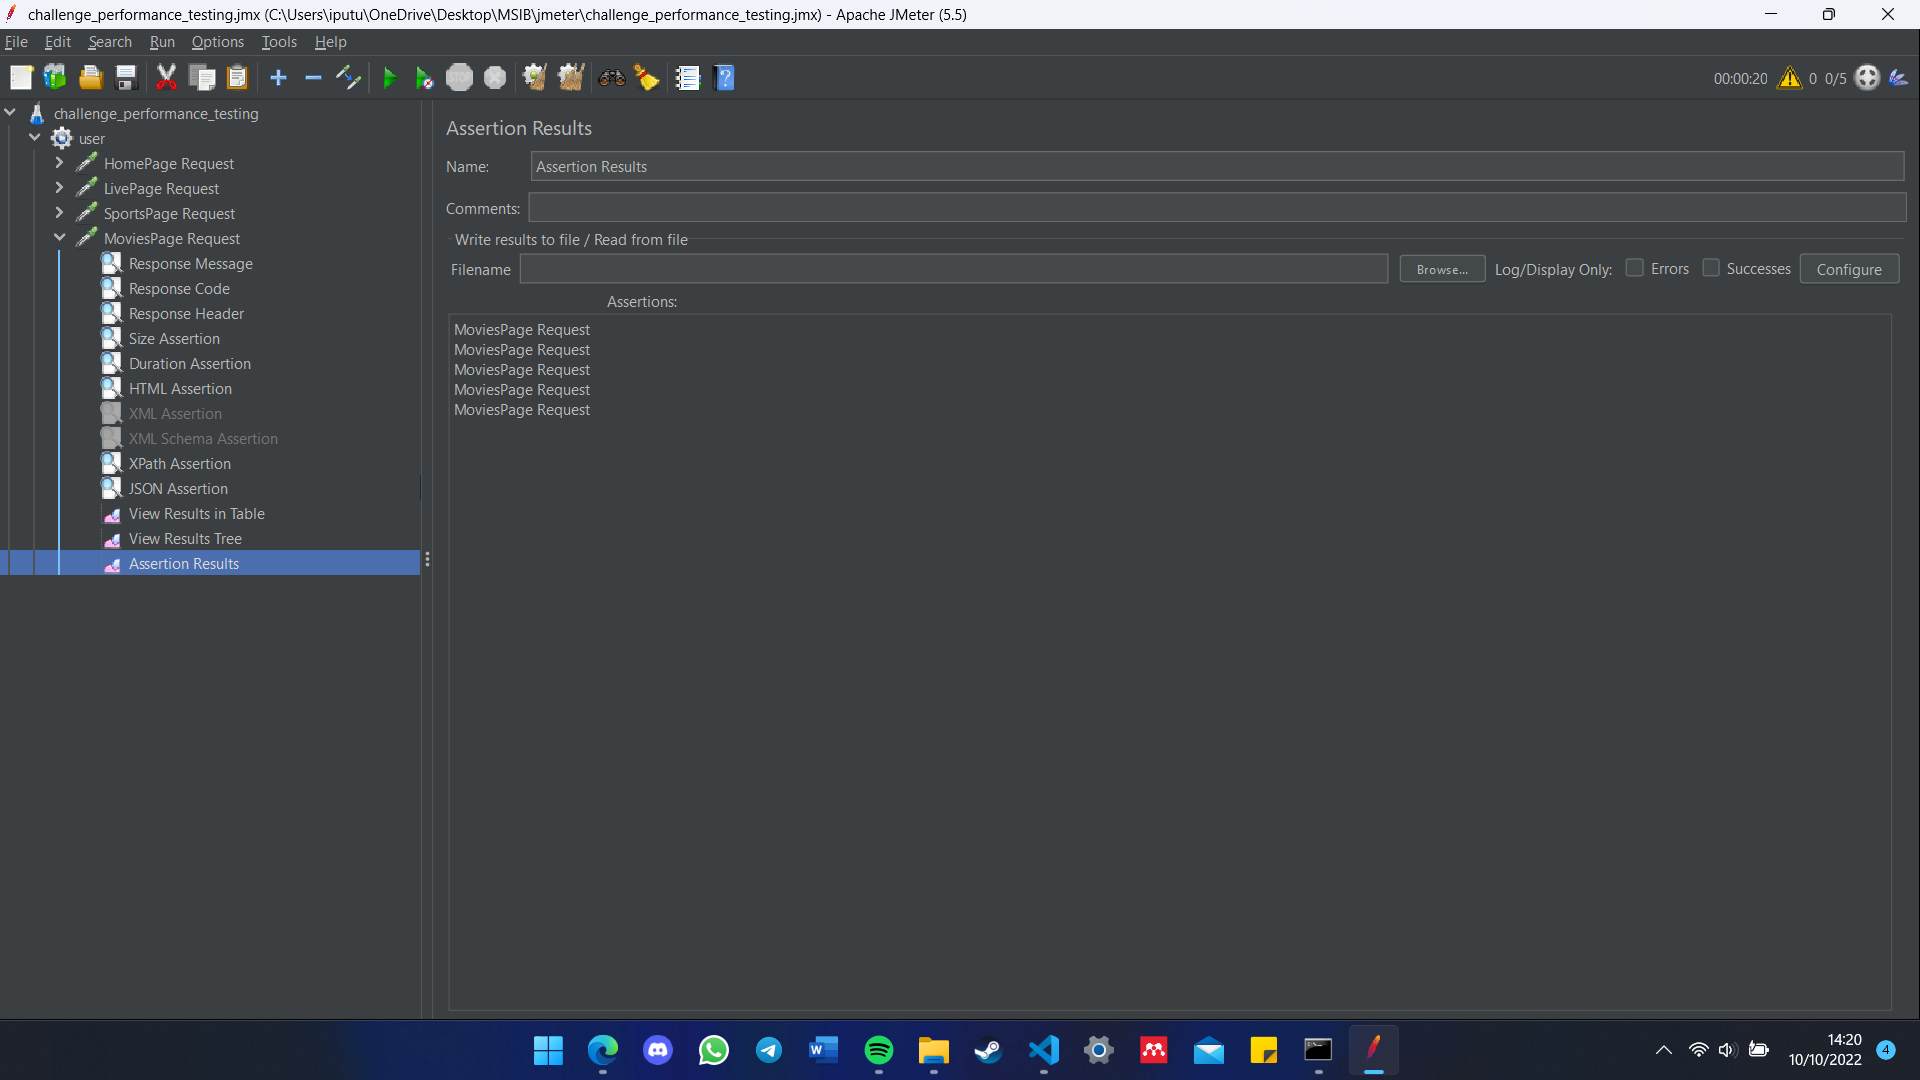 challenge_performance_testing.jmx (C:\Users\iputu\OneDrive\Desktop\MSIB\jmeter\challenge_performance_testing.jmx) - Apache JMeter (5.5)
File Edit Search Run Options Tools Help
STOP
00:00:20 0 0/5
challenge_performance_testing
user
HomePage Request
LivePage Request
SportsPage Request
MoviesPage Request
Response Message
Response Code
Response Header
Size Assertion
Duration Assertion
HTML Assertion
XML Assertion
XML Schema Assertion
XPath Assertion
JSON Assertion
View Results in Table
View Results Tree
Assertion Results
Assertion Results
Name: Assertion Results
Comments:
Write results to file / Read from file
Filename Browse... Log/Display Only: Errors Successes Configure
Assertions:
MoviesPage Request
MoviesPage Request
MoviesPage Request
MoviesPage Request
MoviesPage Request
14:20
10/10/2022
4